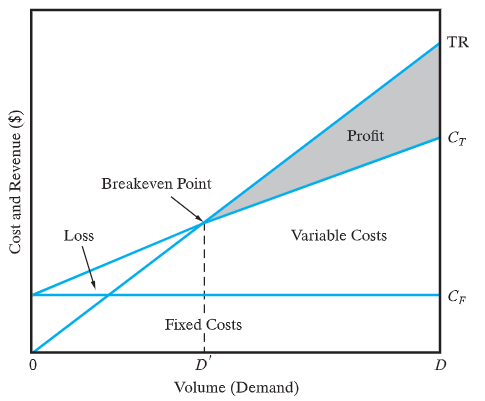 TR
Profit
C_T
Breakeven Point
Cost and Revenue ($)
Loss
Variable Costs
C_F
Fixed Costs
0
D'
D
Volume (Demand)